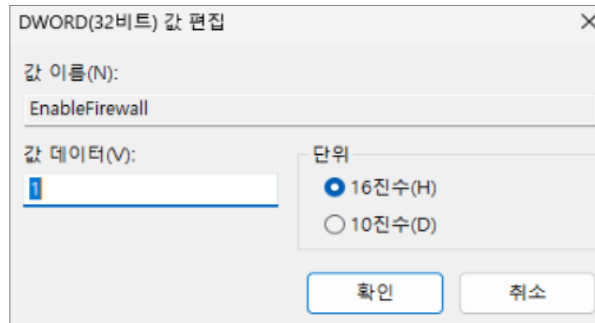 DWORD(32비트) 값 편집
값 이름(N):
EnableFirewall
값 데이터(V):
1
단위
16진수(H)
10진수(D)
확인
취소